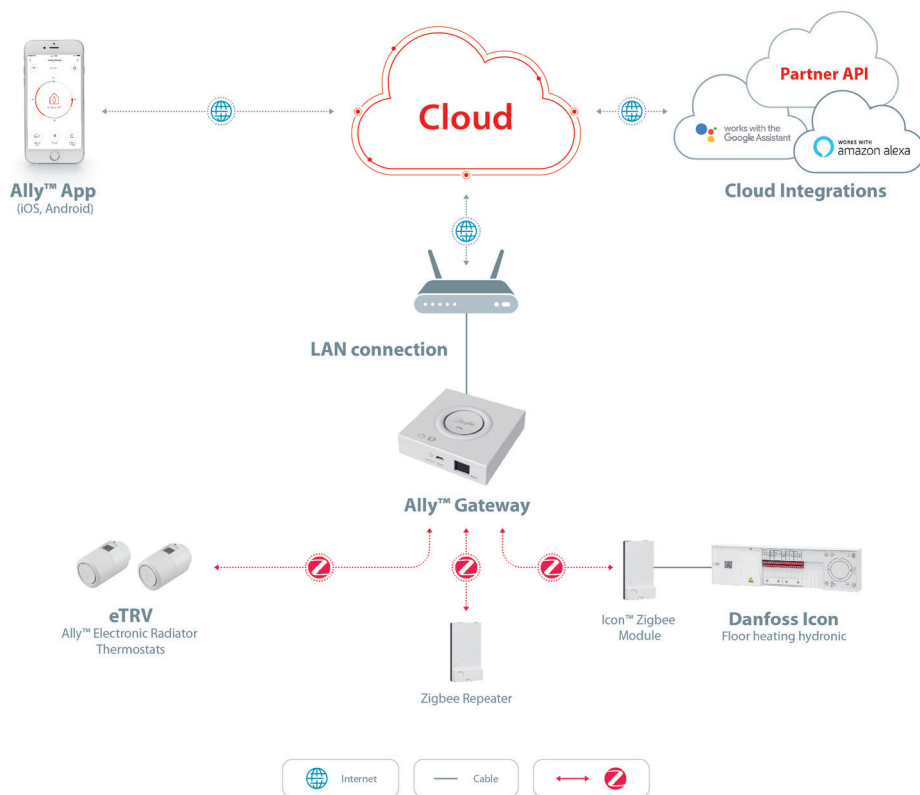 Partner API
Cloud
works with the
Google Assistant
WORKS WITH
amazon alexa
Ally™ App
(iOS, Android)
Cloud Integrations
LAN connection
Danfoss
Ally™ Gateway
eTRV
Ally™ Electronic Radiator
Thermostats
Icon™ Zigbee
Module
Danfoss Icon
Floor heating hydronic
Zigbee Repeater
Internet
Cable